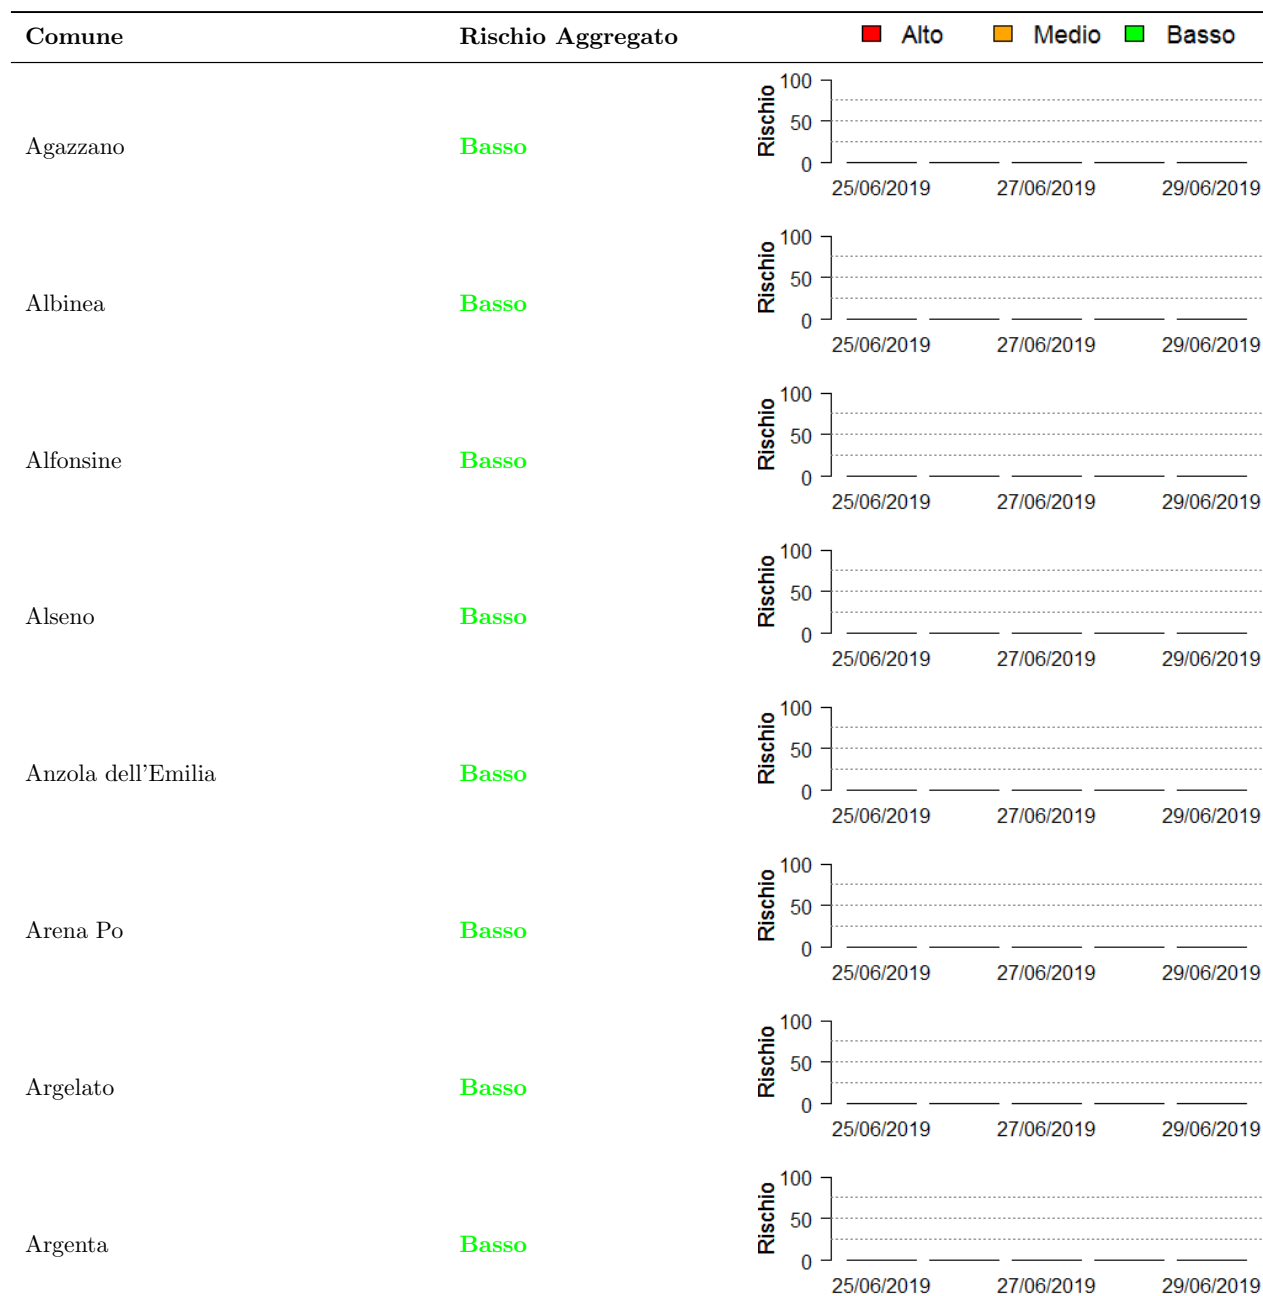 Comune Rischio Aggregato Alto Medio Basso
Agazzano Basso Rischio 100 50 0
25/06/2019 27/06/2019 29/06/2019
Albinea Basso Rischio 100 50 0
25/06/2019 27/06/2019 29/06/2019
Alfonsine Basso Rischio 100 50 0
25/06/2019 27/06/2019 29/06/2019
Alseno Basso Rischio 100 50 0
25/06/2019 27/06/2019 29/06/2019
Anzola dell'Emilia Basso Rischio 100 50 0
25/06/2019 27/06/2019 29/06/2019
Arena Po Basso Rischio 100 50 0
25/06/2019 27/06/2019 29/06/2019
Argelato Basso Rischio 100 50 0
25/06/2019 27/06/2019 29/06/2019
Argenta Basso Rischio 100 50 0
25/06/2019 27/06/2019 29/06/2019